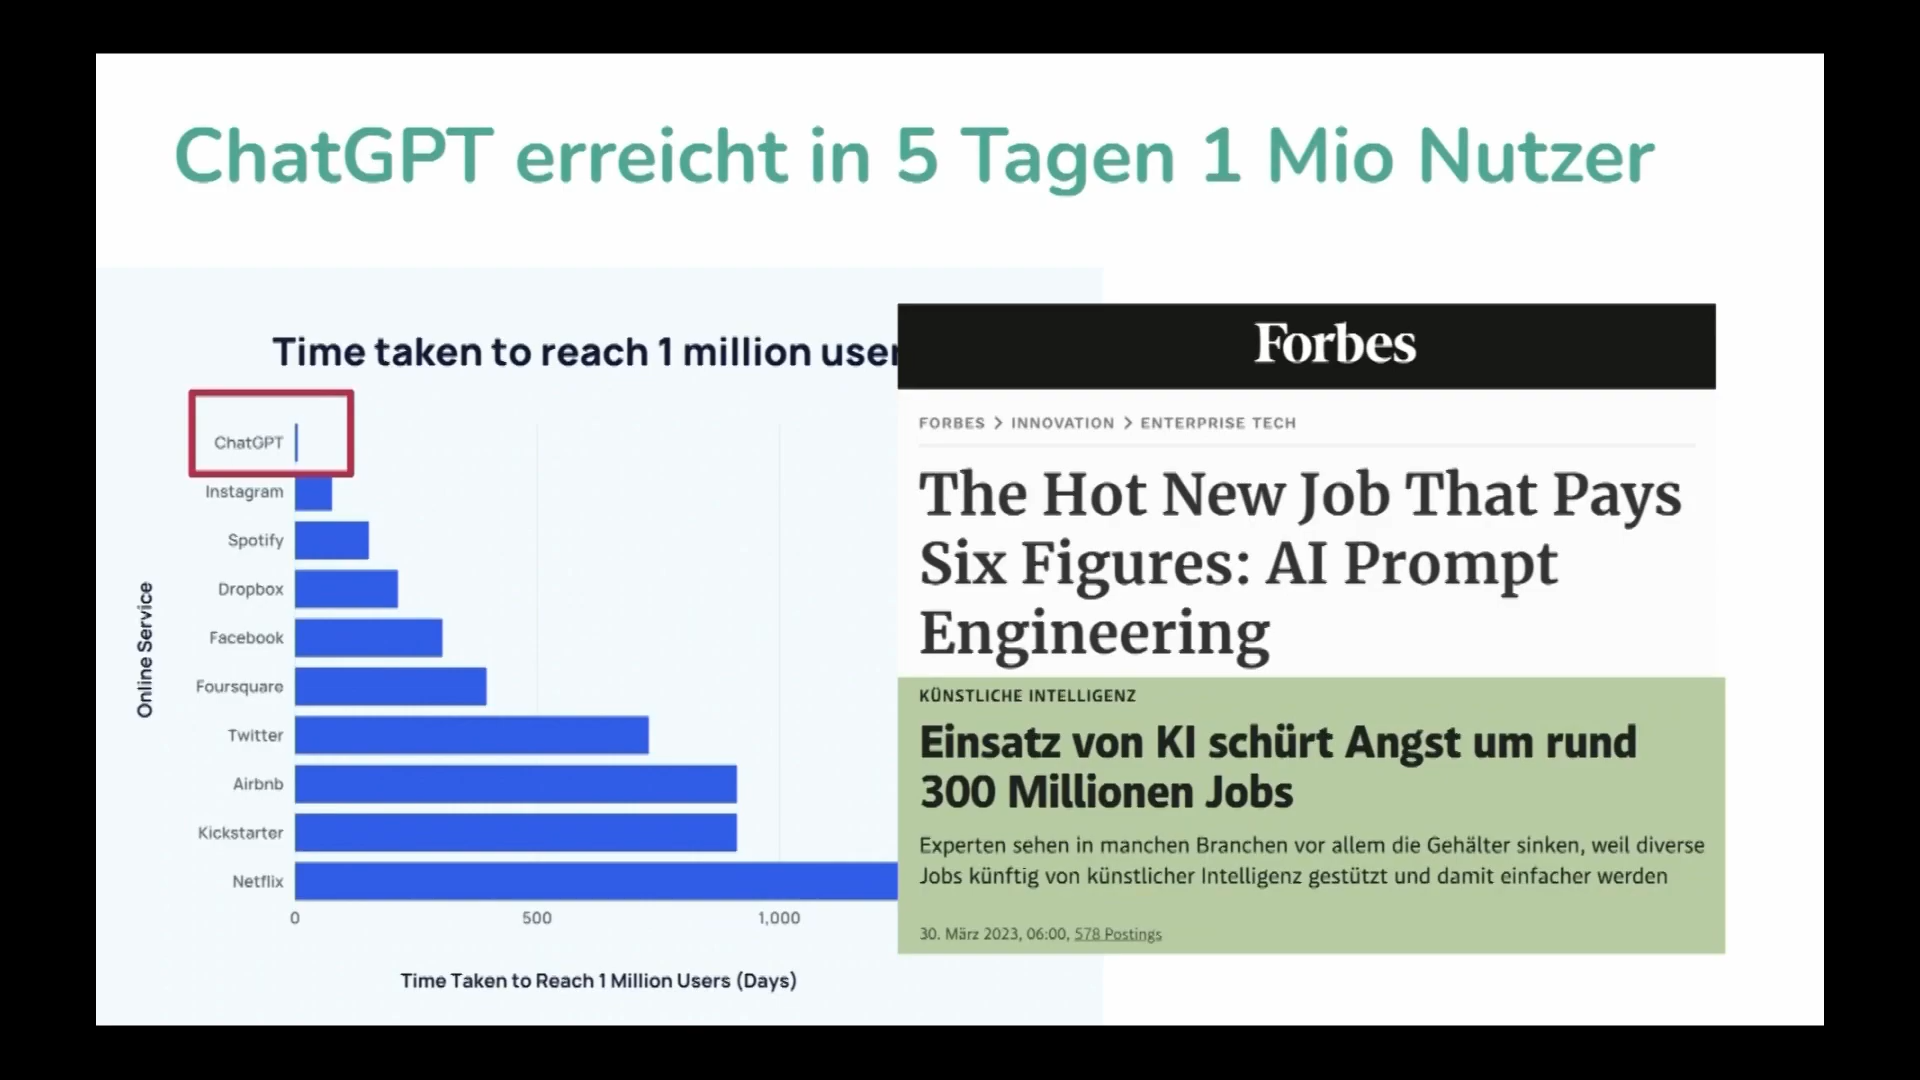 ChatGPT erreicht in 5 Tagen 1 Mio Nutzer
Time taken to reach 1 million
Online Service
ChatGPT
Instagram
Spotify
Dropbox
Facebook
Foursquare
Twitter
Airbnb
Kickstarter
Netflix
0 500 1,000
Time Taken to Reach 1 Million Users (Days)
Forbes
FORBES > INNOVATION > ENTERPRISE TECH
The Hot New Job That Pays
Six Figures: AI Prompt
Engineering
KÜNSTLICHE INTELLIGENZ
Einsatz von KI schürt Angst um rund
300 Millionen Jobs
Experten sehen in manchen Branchen vor allem die Gehälter sinken, weil diverse
Jobs künftig von künstlicher Intelligenz gestützt und damit einfacher werden
30. März 2023, 06:00, 578 Postings